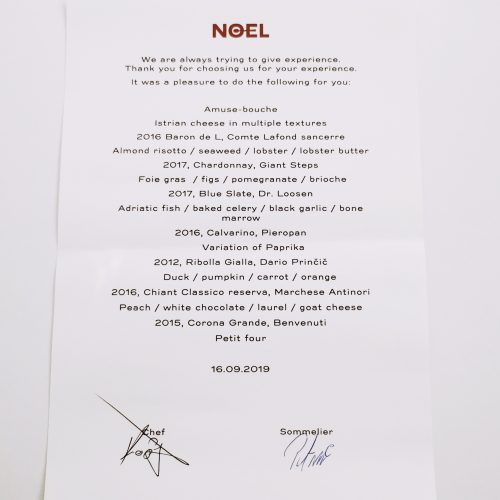 NOEL
We are always trying to give experience.
Thank you for choosing us for your experience.
It was a pleasure to do the following for you:
Amuse-bouche
Istrian cheese in multiple textures
2016 Baron de L, Comte Lafond sancerre
Almond risotto / seaweed / lobster / lobster butter
2017, Chardonnay, Giant Steps
Foie gras / figs / pomegranate / brioche
2017, Blue Slate, Dr. Loosen
Adriatic fish / baked celery / black garlic / bone
marrow
2016, Calvarino, Pieropan
Variation of Paprika
2012, Ribolla Gialla, Dario Prinčič
Duck / pumpkin / carrot / orange
2016, Chiant Classico reserva, Marchese Antinori
Peach / white chocolate / laurel / goat cheese
2015, Corona Grande, Benvenuti
Petit four
16.09.2019
Chef
Sommelier